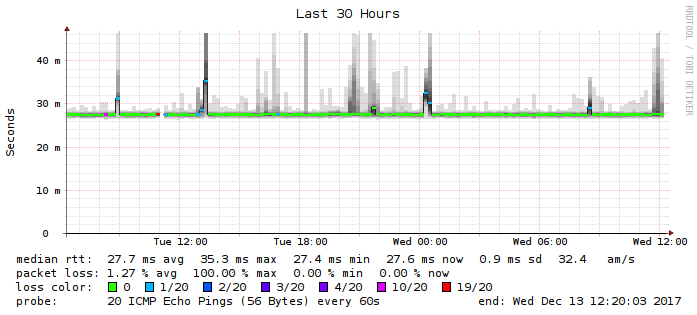 Last 30 Hours
RRDTOOL / TOBI OETIKER
Seconds
40 m
30 m
20 m
10 m
0
Tue 12:00 Tue 18:00 Wed 00:00 Wed 06:00 Wed 12:00
median rtt: 27.7 ms avg 35.3 ms max 27.4 ms min 27.6 ms now 0.9 ms sd 32.4 am/s
packet loss: 1.27 % avg 100.00 % max 0.00 % min 0.00 % now
loss color: 0 1/20 2/20 3/20 4/20 10/20 19/20
probe: 20 ICMP Echo Pings (56 Bytes) every 60s end: Wed Dec 13 12:20:03 2017